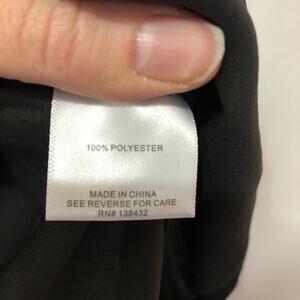 100% POLYESTER
MADE IN CHINA
SEE REVERSE FOR CARE
RN# 138432